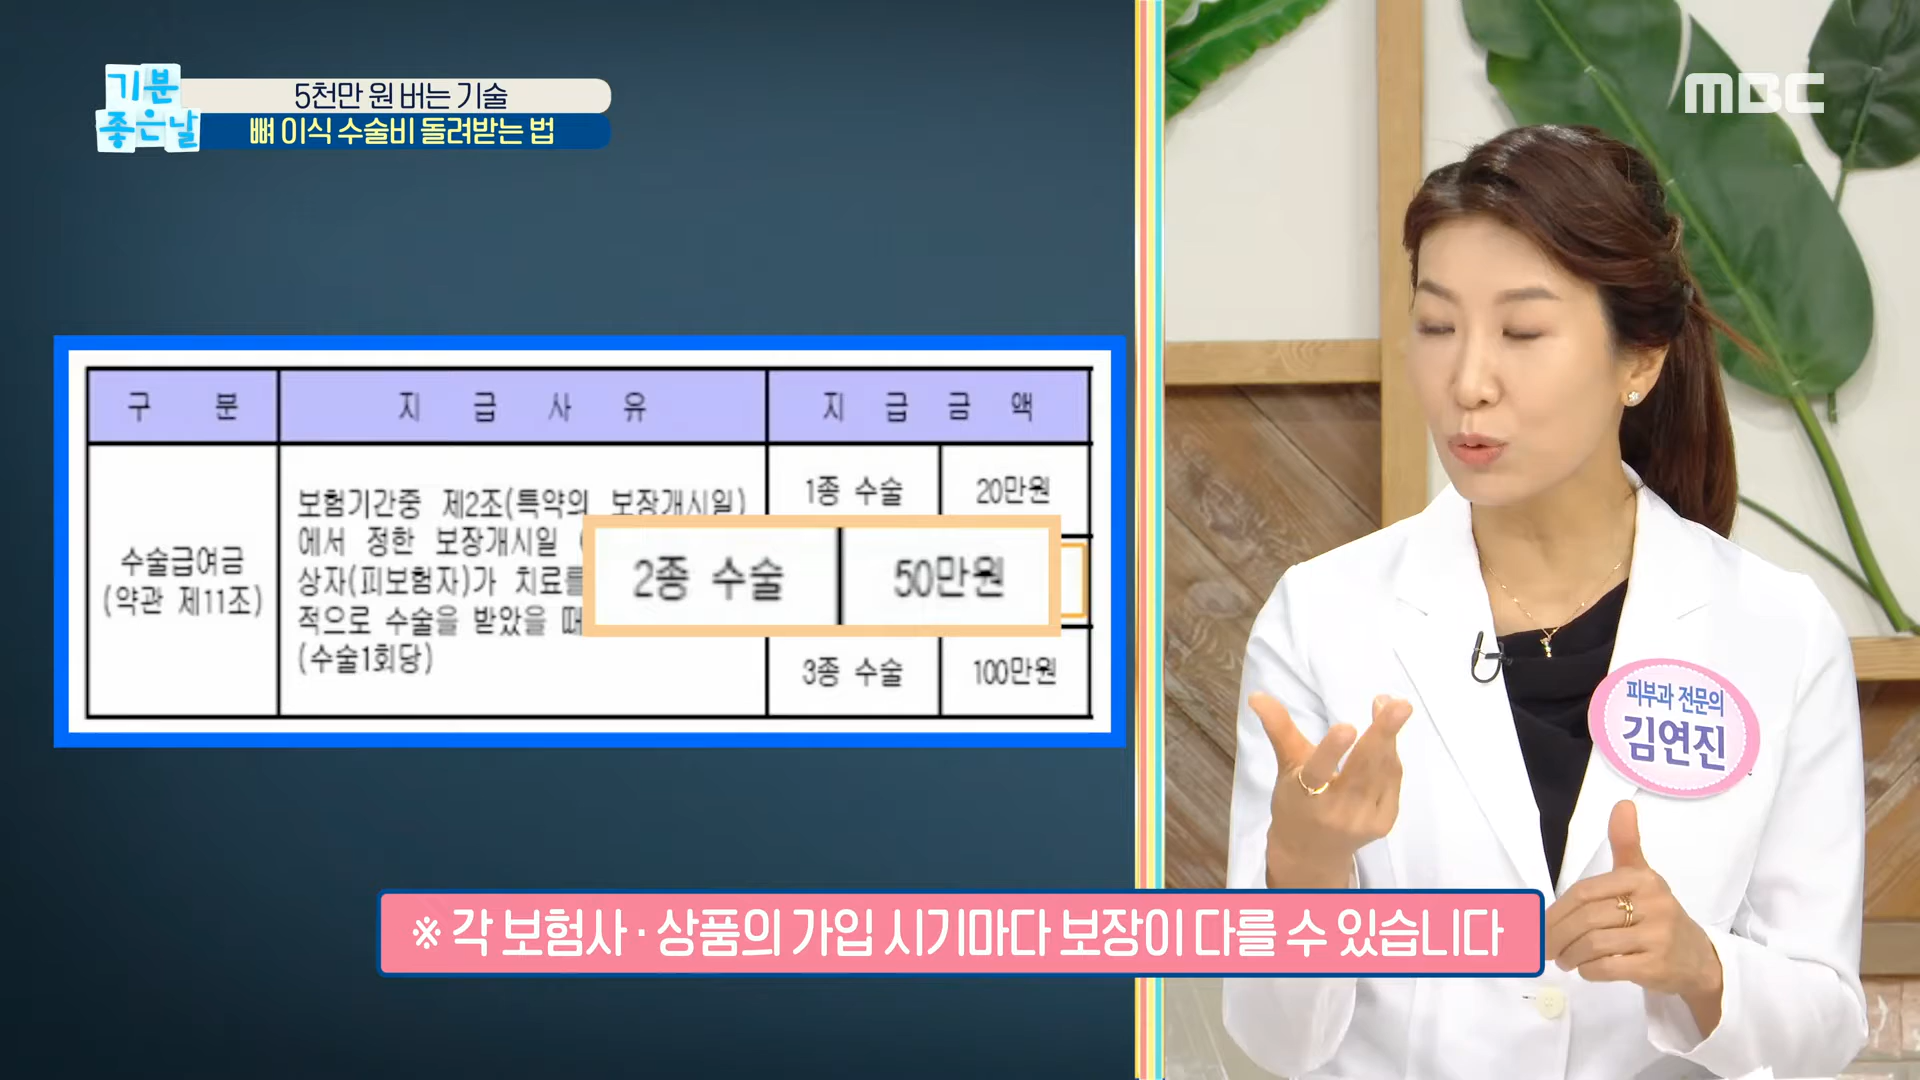 기분
좋은날
5천만 원 버는 기술
뼈 이식 수술비 돌려받는 법
MBC
구 분
지 급 사 유
지 급 금 액
수술급여금
(약관 제11조)
보험기간중 제2조(특약의 보장개시일)
에서 정한 보장개시일
상자(피보험자)가 치료를
적으로 수술을 받았을 때
(수술1회당)
1종 수술 20만원
2종 수술 50만원
3종 수술 100만원
피부과 전문의
김연진
※ 각 보험사·상품의 가입 시기마다 보장이 다를 수 있습니다